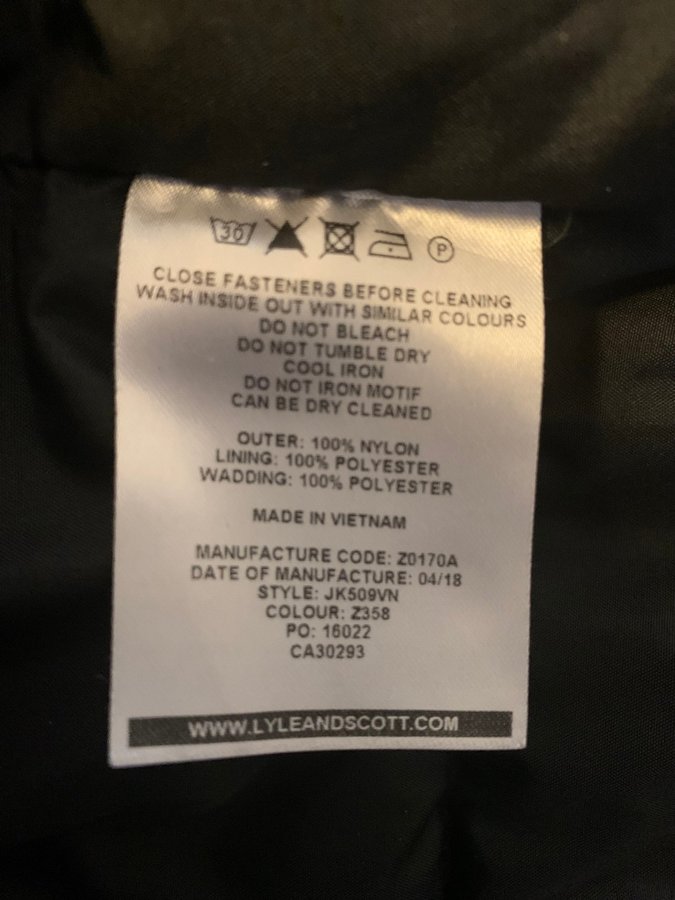 30
P
CLOSE FASTENERS BEFORE CLEANING
WASH INSIDE OUT WITH SIMILAR COLOURS
DO NOT BLEACH
DO NOT TUMBLE DRY
COOL IRON
DO NOT IRON MOTIF
CAN BE DRY CLEANED
OUTER: 100% NYLON
LINING: 100% POLYESTER
WADDING: 100% POLYESTER
MADE IN VIETNAM
MANUFACTURE CODE: Z0170A
DATE OF MANUFACTURE: 04/18
STYLE: JK509VN
COLOUR: Z358
PO: 16022
CA30293
WWW.LYLEANDSCOTT.COM